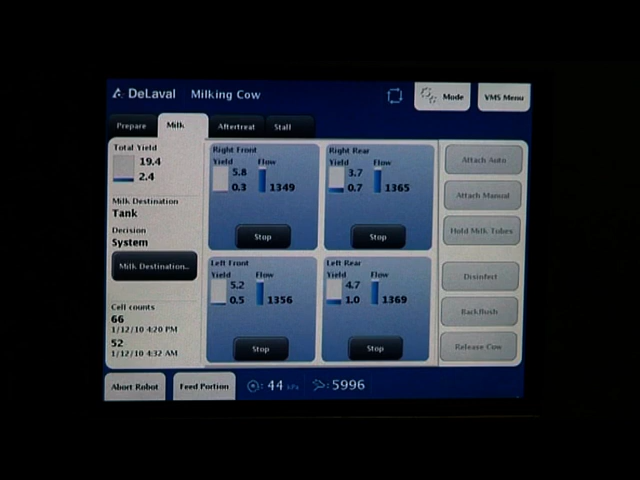 DeLaval Milking Cow
Mode
VMS Menu
Prepare
Milk
Aftertreat
Stall
Total Yield
19.4
2.4
Milk Destination
Tank
Decision
System
Milk Destination..
Cell counts
66
1/12/10 4:20 PM
52
1/12/10 4:32 AM
Right Front
Yield Flow
5.8
0.3 1349
Stop
Right Rear
Yield Flow
3.7
0.7 1365
Stop
Left Front
Yield Flow
5.2
0.5 1356
Stop
Left Rear
Yield Flow
4.7
1.0 1369
Stop
Attach Auto
Attach Manual
Hold Milk Tubes
Disinfect
Backflush
Release Cow
Abort Robot
Feed Portion
: 44 kPa
: 5996